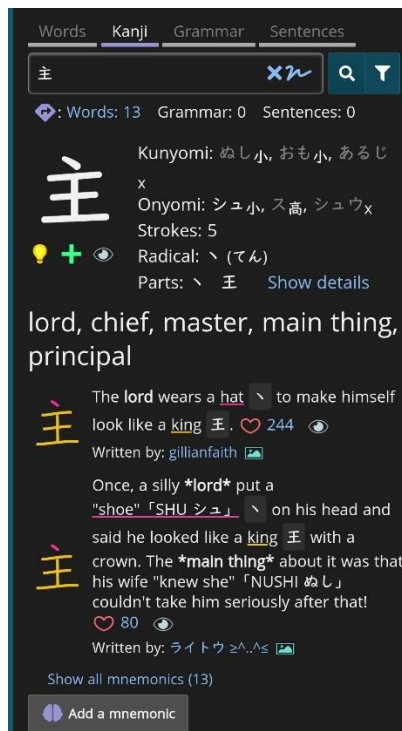 Words Kanji Grammar Sentences
主
: Words: 13 Grammar: 0 Sentences: 0
主
Kunyomi: ぬし小, おも小, あるじ
x
Onyomi: シュ小, ス高, シュウx
Strokes: 5
Radical: 丶 (てん)
Parts: 丶 王 Show details
lord, chief, master, main thing,
principal
主
The lord wears a hat 丶 to make himself
look like a king 王. 244
Written by: gillianfaith
主
Once, a silly *lord* put a
"shoe"「SHU シュ」 丶 on his head and
said he looked like a king 王 with a
crown. The *main thing* about it was that
his wife "knew she"「NUSHI ぬし」
couldn't take him seriously after that!
80
Written by: ライトウ ≥^..^≤
Show all mnemonics (13)
Add a mnemonic